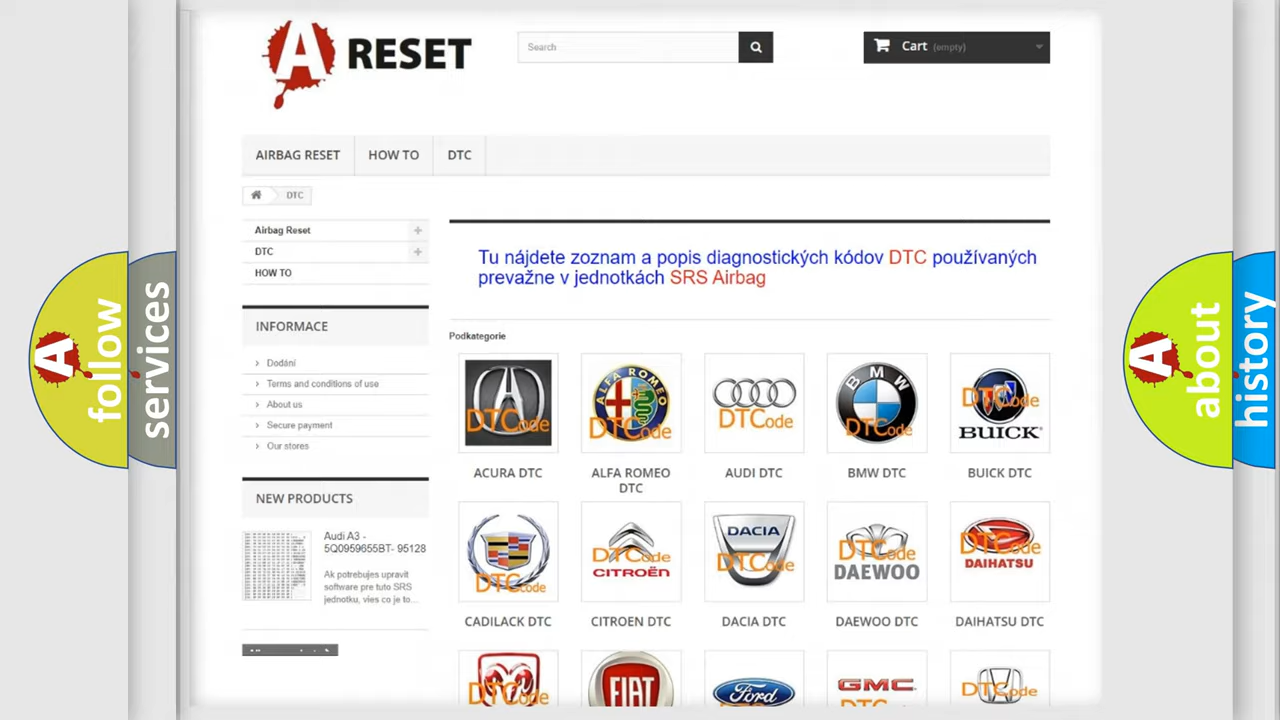 A RESET
Search
Cart (empty)
AIRBAG RESET
HOW TO
DTC
DTC
Airbag Reset
DTC
HOW TO
INFORMACE
Dodání
Terms and conditions of use
About us
Secure payment
Our stores
NEW PRODUCTS
Audi A3 -
5Q0959655BT- 95128
Ak potrebujes upravit
software pre tuto SRS
jednotku, vies co je to...
Tu nájdete zoznam a popis diagnostických kódov DTC používaných
prevažne v jednotkách SRS Airbag
Podkategorie
DTCode
ALFA ROMEO
DTCode
DTCode
BMW
DTCode
DTCode
BUICK
ACURA DTC
ALFA ROMEO
DTC
AUDI DTC
BMW DTC
BUICK DTC
DTCode
DTCode
CITROËN
DACIA
DTCode
DTCode
DAEWOO
DTCode
DAIHATSU
CADILACK DTC
CITROEN DTC
DACIA DTC
DAEWOO DTC
DAIHATSU DTC
DTCode
FIAT
Ford
GMC
DTCode
A follow
services
A about
history